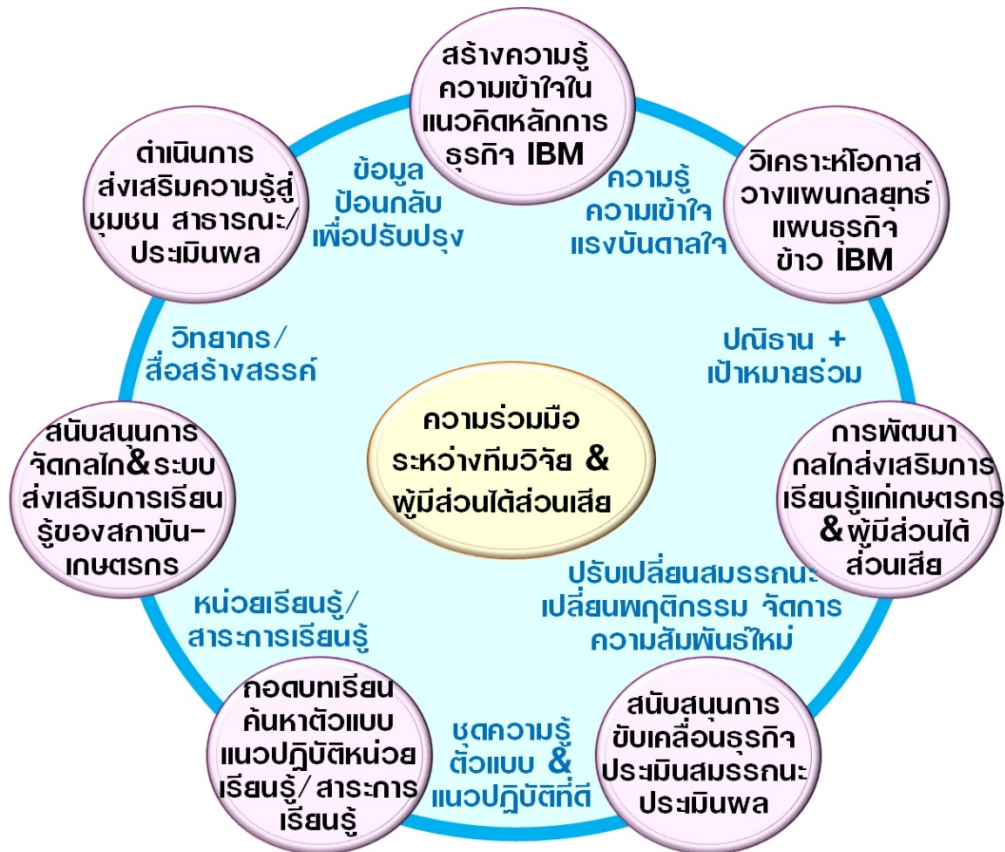 สร้างความรู้
ความเข้าใจใน
แนวคิดหลักการ
ธุรกิจ IBM
ความรู้
ความเข้าใจ
แรงบันดาลใจ
วิเคราะห์โอกาส
วางแผนกลยุทธ์
แผนธุรกิจ
ข้าว IBM
ปณิธาน +
เป้าหมายร่วม
การพัฒนา
กลไกส่งเสริมการ
เรียนรู้แก่เกษตรกร
&ผู้มีส่วนได้
ส่วนเสีย
ปรับเปลี่ยนสมรรถนะ
เปลี่ยนพฤติกรรม จัดการ
ความสัมพันธ์ใหม่
สนับสนุนการ
ขับเคลื่อนธุรกิจ
ประเมินสมรรถนะ
ประเมินผล
ชุดความรู้
ตัวแบบ &
แนวปฏิบัติที่ดี
ถอดบทเรียน
ค้นหาตัวแบบ
แนวปฏิบัติหน่วย
เรียนรู้/สาระการ
เรียนรู้
หน่วยเรียนรู้/
สาระการเรียนรู้
สนับสนุนการ
จัดกลไก&ระบบ
ส่งเสริมการเรียน
รู้ของสถาบัน-
เกษตรกร
วิทยากร/
สื่อสร้างสรรค์
ดำเนินการ
ส่งเสริมความรู้สู่
ชุมชน สาธารณะ/
ประเมินผล
ข้อมูล
ป้อนกลับ
เพื่อปรับปรุง
ความร่วมมือ
ระหว่างทีมวิจัย &
ผู้มีส่วนได้ส่วนเสีย